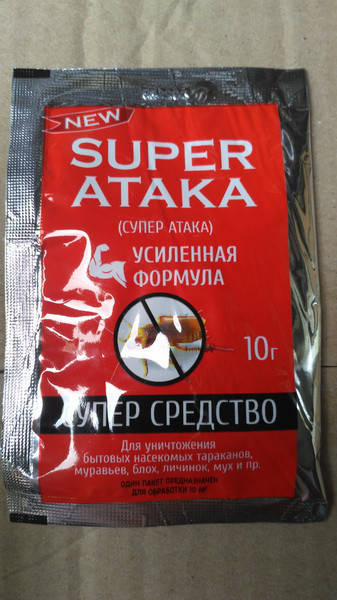 NEW
SUPER
ATAKA
(СУПЕР АТАКА)
УСИЛЕННАЯ
ФОРМУЛА
10г
СУПЕР СРЕДСТВО
Для уничтожения
бытовых насекомых тараканов,
муравьев, блох, личинок, мух и пр.
ОДИН ПАКЕТ ПРЕДНАЗНАЧЕН
ДЛЯ ОБРАБОТКИ 10 м²